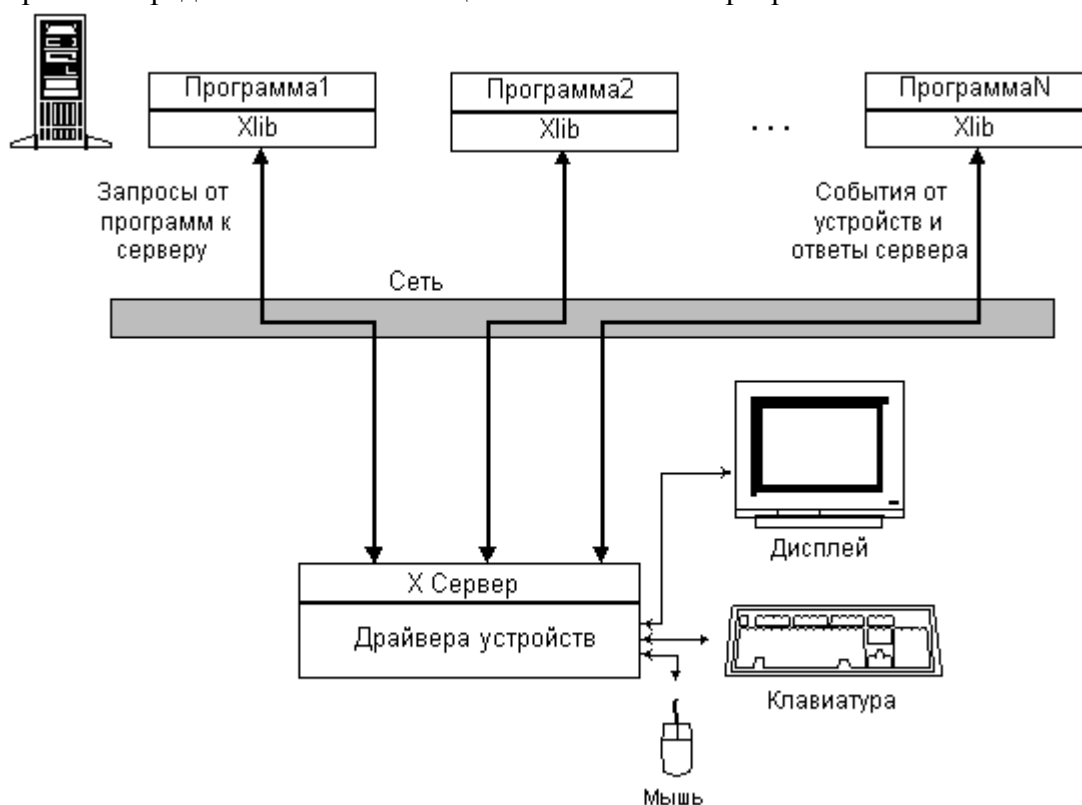 Программа1
Xlib
Программа2
Xlib
...
ПрограммаN
Xlib
Запросы от
программ к
серверу
События от
устройств и
ответы сервера
Сеть
X Сервер
Драйвера устройств
Дисплей
Клавиатура
Мышь